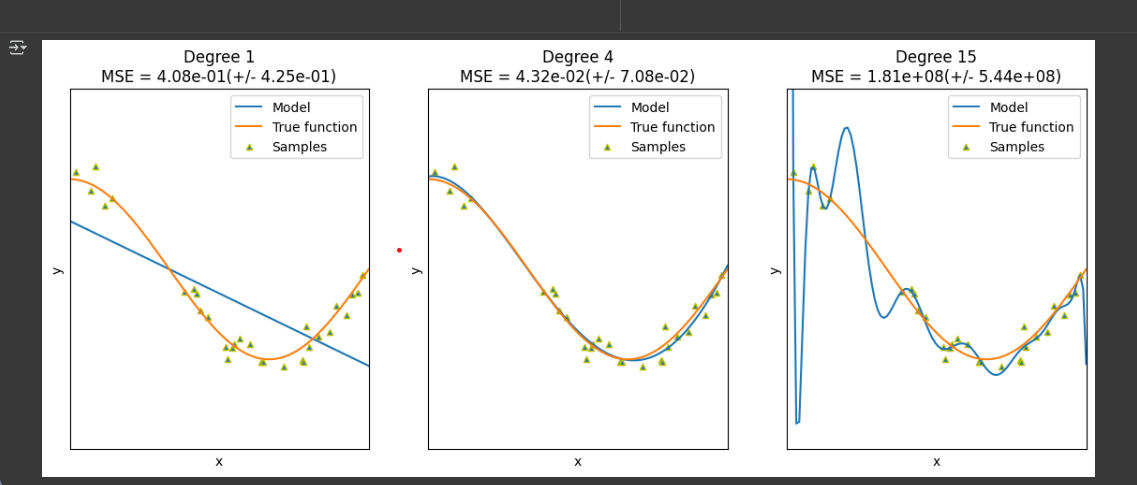 Degree 1
MSE = 4.08e-01(+/- 4.25e-01)
Model
True function
Samples
y
x
Degree 4
MSE = 4.32e-02(+/- 7.08e-02)
Model
True function
Samples
y
x
Degree 15
MSE = 1.81e+08(+/- 5.44e+08)
Model
True function
Samples
y
x